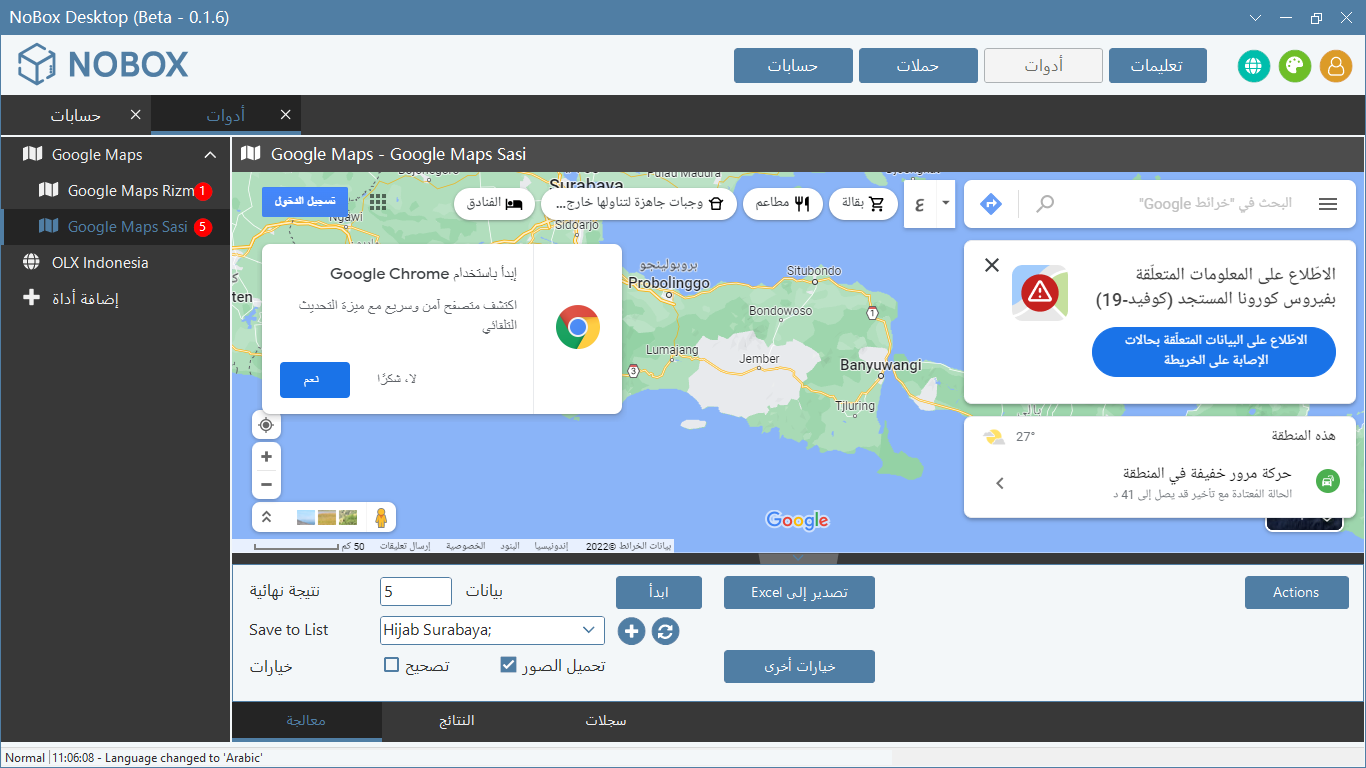 NoBox Desktop (Beta - 0.1.6)
NOBOX
حسابات
حملات
أدوات
تعليمات
حسابات
أدوات
Google Maps
Google Maps Rizm
1
Google Maps Sasi
5
OLX Indonesia
إضافة أداة
Google Maps - Google Maps Sasi
البحث في "خرائط Google"
ع
بقالة
مطاعم
وجبات جاهزة لتناولها خارج...
الفنادق
تسجيل الدخول
Surabaya
Pulau Madura
Ngawi
Sidoarjo
بروبولينجو
Probolinggo
Situbondo
Bondowoso
1
Lumajang
Jember
3
Banyuwangi
Tjluring
ten
إبدأ باستخدام Google Chrome
اكتشف متصفح آمن وسريع مع ميزة التحديث
التلقائي
لا، شكرًا
نعم
الاطّلاع على المعلومات المتعلّقة
بفيروس كورونا المستجد (كوفيد-19)
الاطّلاع على البيانات المتعلّقة بحالات
الإصابة على الخريطة
هذه المنطقة
27°
حركة مرور خفيفة في المنطقة
الحالة المُعتادة مع تأخير قد يصل إلى 41 د
Google
بيانات الخرائط ©2022
إندونيسيا
البنود
الخصوصية
إرسال تعليقات
50 كم
نتيجة نهائية
5
بيانات
ابدأ
تصدير إلى Excel
Actions
Save to List
Hijab Surabaya;
خيارات
تصحيح
تحميل الصور
خيارات أخرى
معالجة
النتائج
سجلات
Normal
11:06:08 - Language changed to 'Arabic'